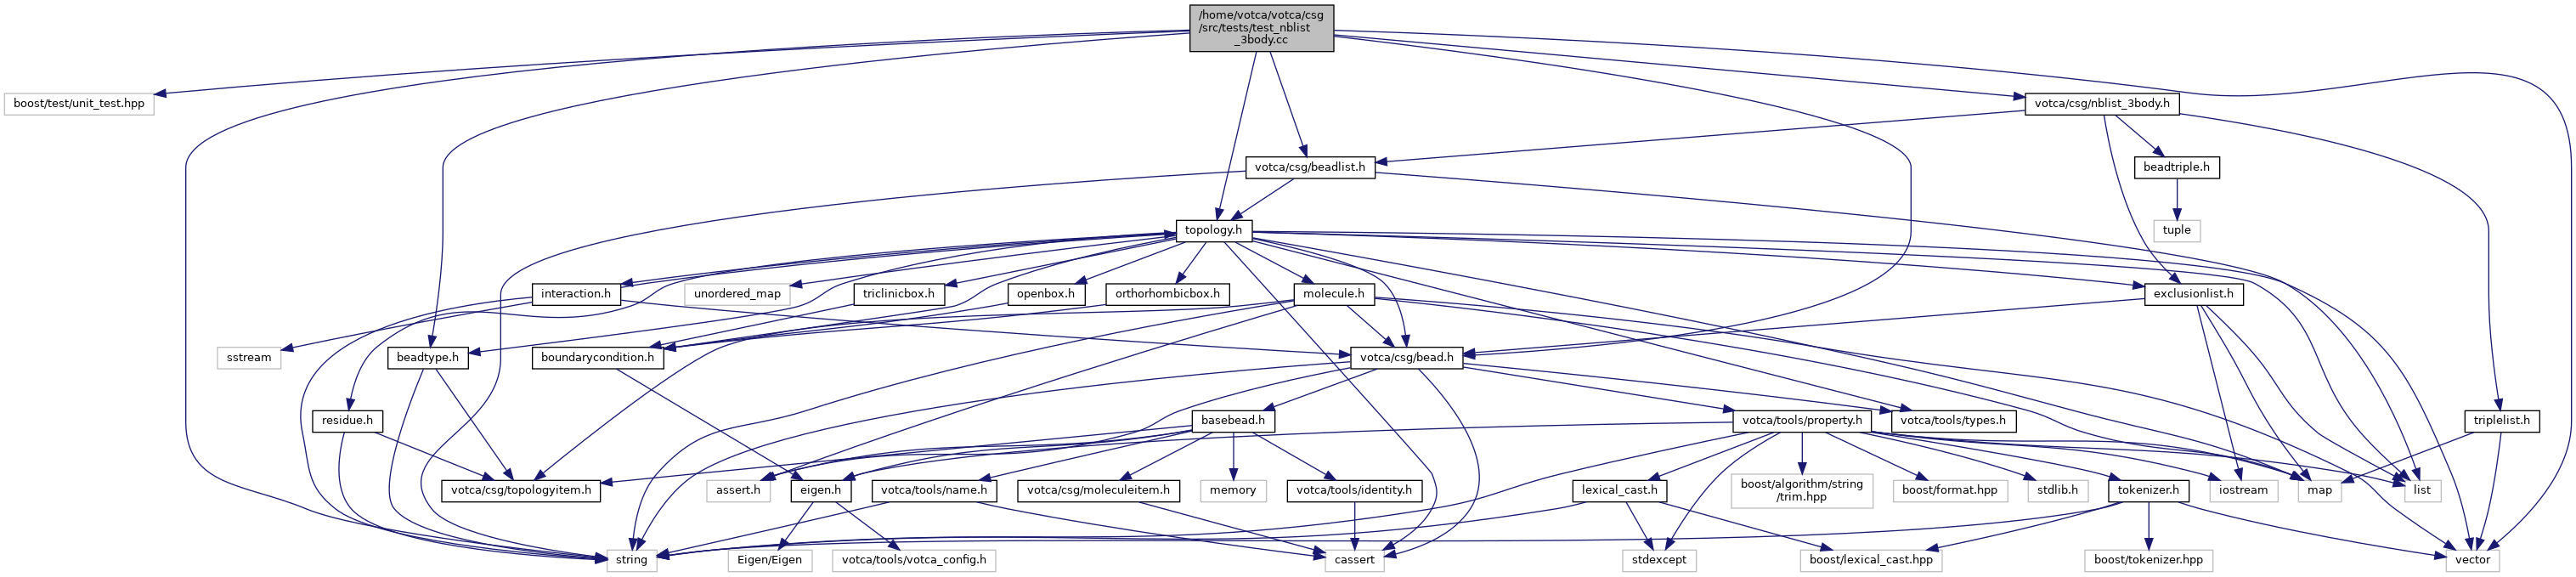 /home/votca/votca/csg
/src/tests/test_nblist
_3body.cc
boost/test/unit_test.hpp
votca/csg/nblist_3body.h
votca/csg/beadlist.h
beadtriple.h
topology.h
tuple
interaction.h
unordered_map
triclinicbox.h
openbox.h
orthorhombicbox.h
molecule.h
exclusionlist.h
sstream
beadtype.h
boundarycondition.h
votca/csg/bead.h
residue.h
basebead.h
votca/tools/property.h
votca/tools/types.h
triplelist.h
votca/csg/topologyitem.h
assert.h
eigen.h
votca/tools/name.h
votca/csg/moleculeitem.h
memory
votca/tools/identity.h
lexical_cast.h
boost/algorithm/string
/trim.hpp
boost/format.hpp
stdlib.h
tokenizer.h
iostream
map
list
string
Eigen/Eigen
votca/tools/votca_config.h
cassert
stdexcept
boost/lexical_cast.hpp
boost/tokenizer.hpp
vector